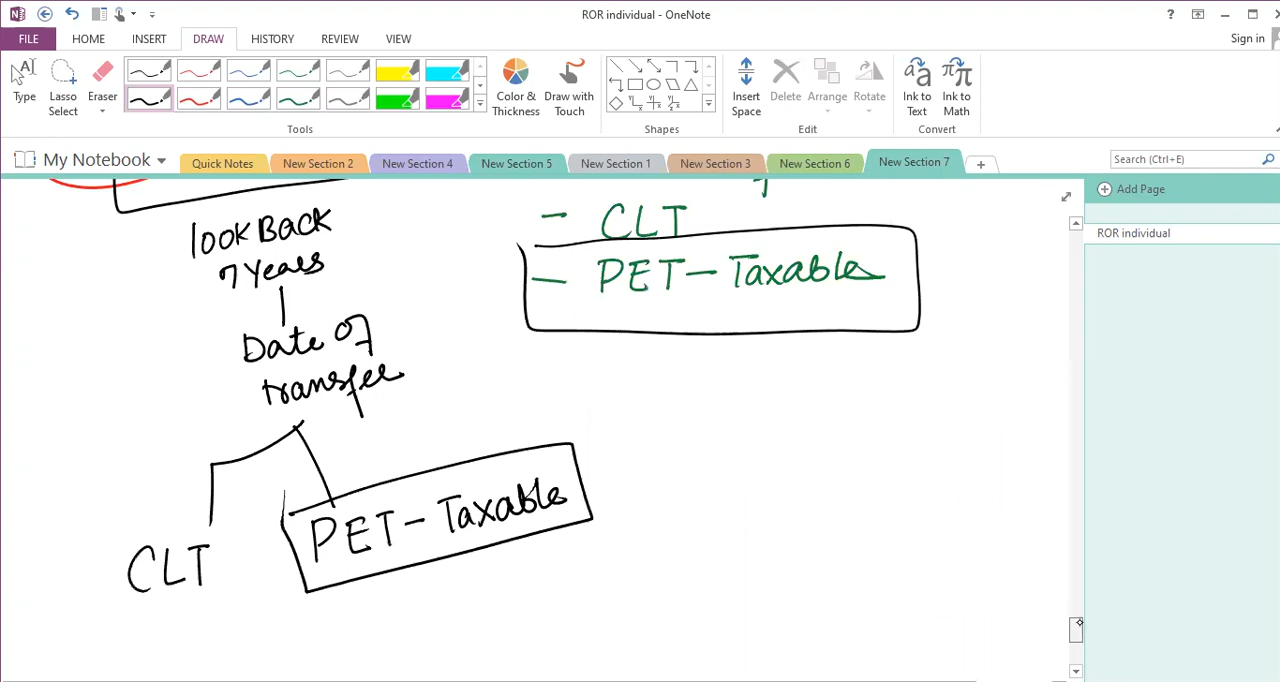 ROR individual - OneNote
?
Sign in
FILE HOME INSERT DRAW HISTORY REVIEW VIEW
Type
Lasso Select
Eraser
Color & Thickness
Draw with Touch
Insert Space
Delete
Arrange
Rotate
Ink to Text
Ink to Math
Tools
Shapes
Edit
Convert
My Notebook
Quick Notes
New Section 2
New Section 4
New Section 5
New Section 1
New Section 3
New Section 6
New Section 7
Search (Ctrl+E)
Add Page
ROR individual
- CLT
- PET - Taxable
look Back
7 Years
Date of
transfer
CLT
PET - Taxable